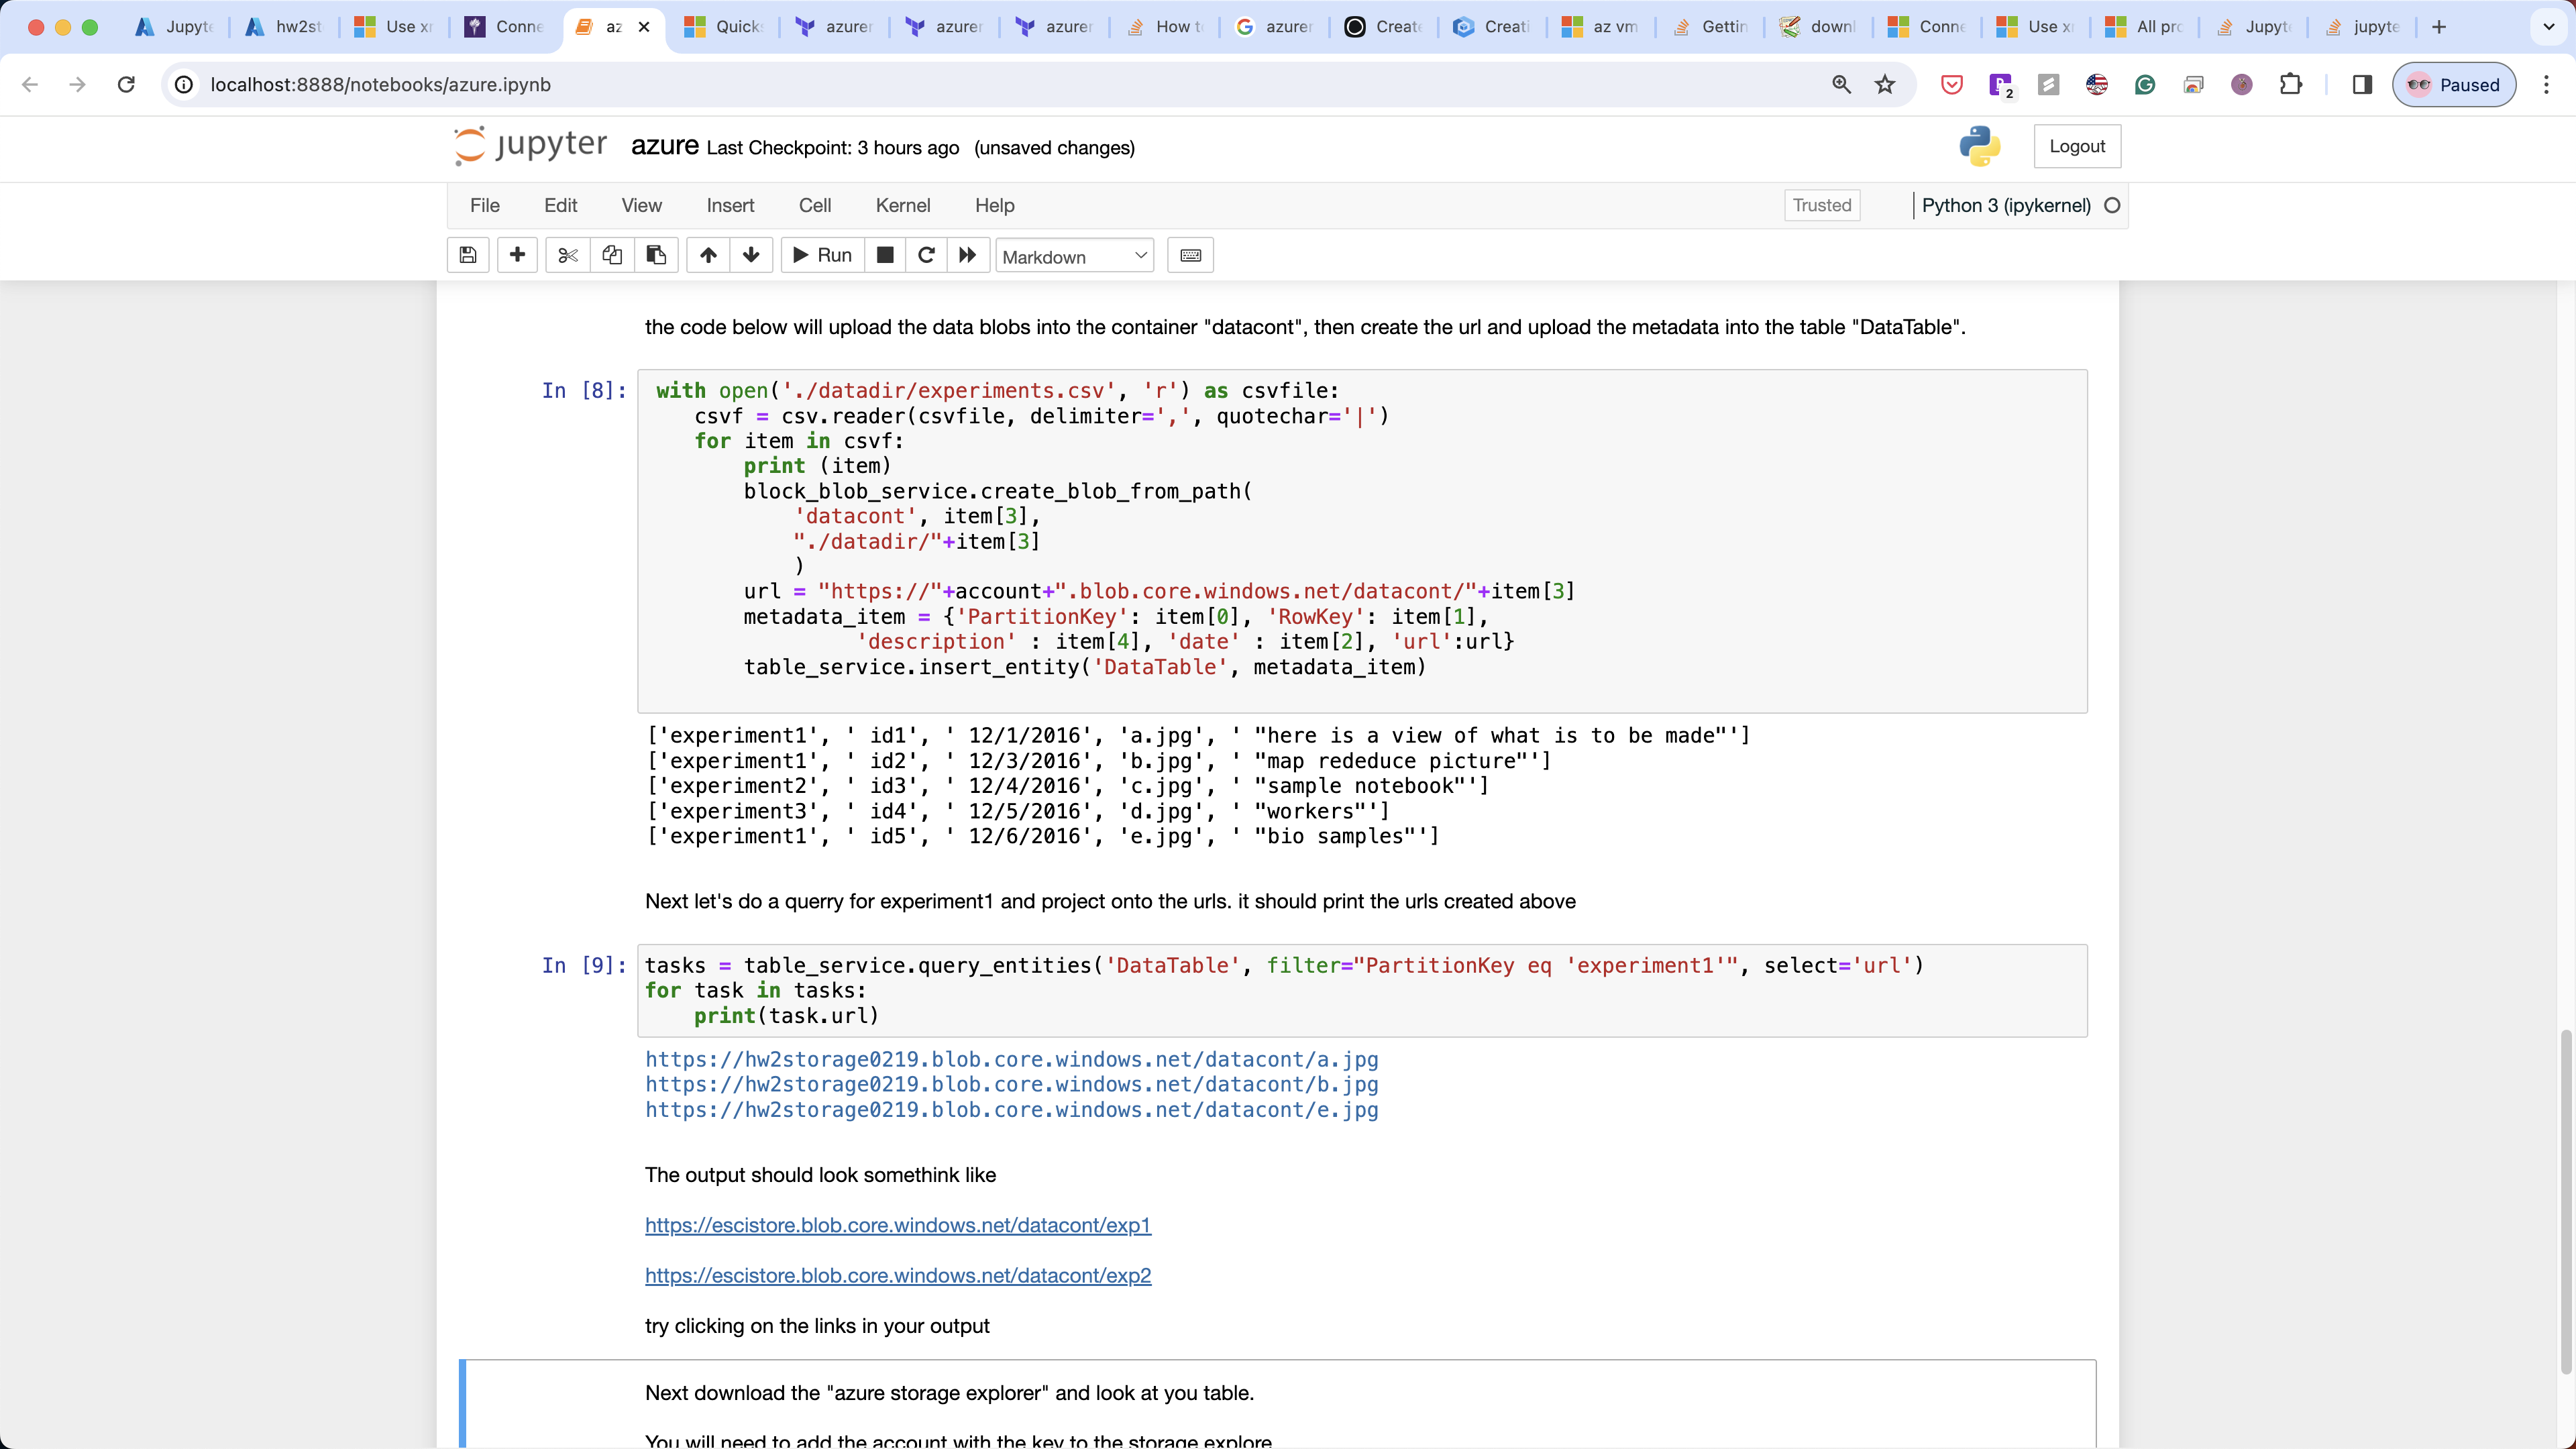 Jupyte hw2st Use xr Conne az Quicks azurer azurer azurer How to azurer Create Creati az vm Gettin downl Conne Use xr All pro Jupyte jupyte
localhost:8888/notebooks/azure.ipynb 2 Paused
jupyter azure Last Checkpoint: 3 hours ago (unsaved changes) Logout
File Edit View Insert Cell Kernel Help Trusted Python 3 (ipykernel)
Run Markdown
the code below will upload the data blobs into the container "datacont", then create the url and upload the metadata into the table "DataTable".
In [8]: with open('./datadir/experiments.csv', 'r') as csvfile:
csvf = csv.reader(csvfile, delimiter=',', quotechar='|')
for item in csvf:
print (item)
block_blob_service.create_blob_from_path(
'datacont', item[3],
"./datadir/"+item[3]
)
url = "https://"+account+".blob.core.windows.net/datacont/"+item[3]
metadata_item = {'PartitionKey': item[0], 'RowKey': item[1],
'description' : item[4], 'date' : item[2], 'url':url}
table_service.insert_entity('DataTable', metadata_item)
['experiment1', ' id1', ' 12/1/2016', 'a.jpg', ' "here is a view of what is to be made"']
['experiment1', ' id2', ' 12/3/2016', 'b.jpg', ' "map rededuce picture"']
['experiment2', ' id3', ' 12/4/2016', 'c.jpg', ' "sample notebook"']
['experiment3', ' id4', ' 12/5/2016', 'd.jpg', ' "workers"']
['experiment1', ' id5', ' 12/6/2016', 'e.jpg', ' "bio samples"']
Next let's do a querry for experiment1 and project onto the urls. it should print the urls created above
In [9]: tasks = table_service.query_entities('DataTable', filter="PartitionKey eq 'experiment1'", select='url')
for task in tasks:
print(task.url)
https://hw2storage0219.blob.core.windows.net/datacont/a.jpg
https://hw2storage0219.blob.core.windows.net/datacont/b.jpg
https://hw2storage0219.blob.core.windows.net/datacont/e.jpg
The output should look somethink like
https://escistore.blob.core.windows.net/datacont/exp1
https://escistore.blob.core.windows.net/datacont/exp2
try clicking on the links in your output
Next download the "azure storage explorer" and look at you table.
You will need to add the account with the key to the storage explore